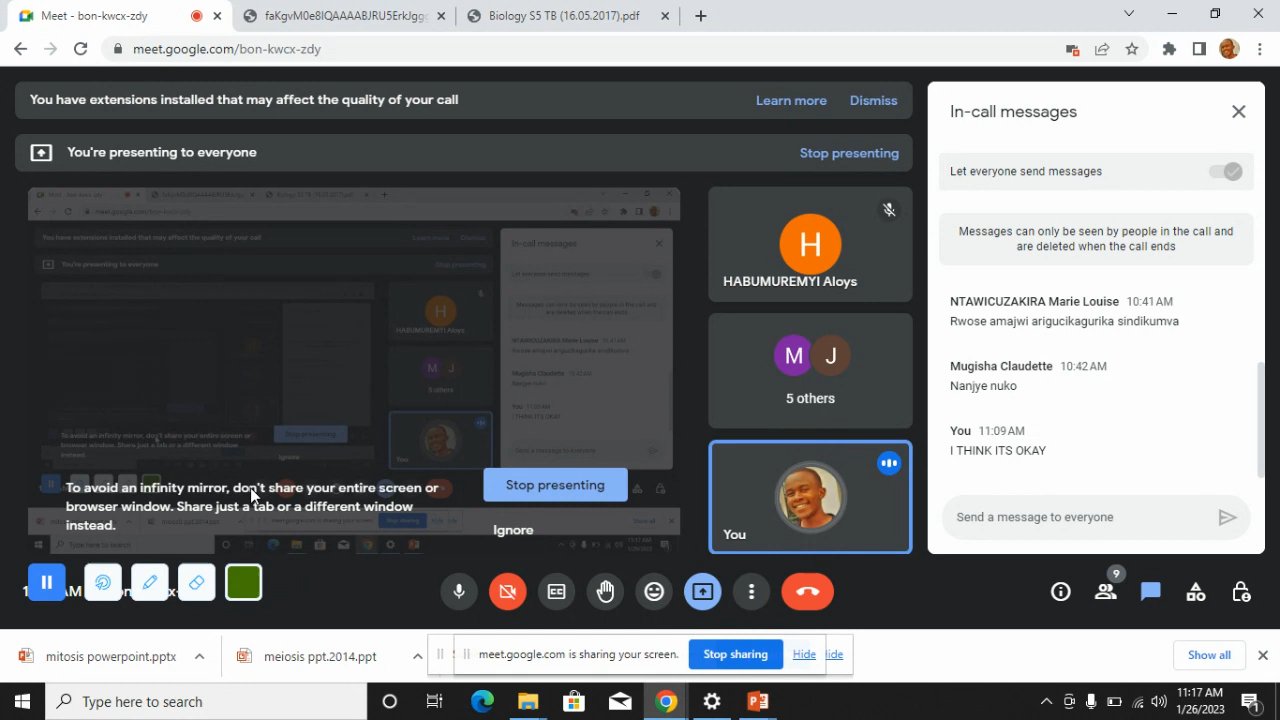 Meet - bon-kwcx-zdy
faKgvM0e8IQAAAABJRU5ErkJgg
Biology S5 TB (16.05.2017).pdf
meet.google.com/bon-kwcx-zdy
You have extensions installed that may affect the quality of your call
Learn more
Dismiss
You're presenting to everyone
Stop presenting
To avoid an infinity mirror, don't share your entire screen or
browser window. Share just a tab or a different window
instead.
Stop presenting
Ignore
H
HABUMUREMYI Aloys
M J
5 others
You
In-call messages
Let everyone send messages
Messages can only be seen by people in the call and
are deleted when the call ends
NTAWICUZAKIRA Marie Louise 10:41 AM
Rwose amajwi arigucikagurika sindikumva
Mugisha Claudette 10:42 AM
Nanjye nuko
You 11:09 AM
I THINK ITS OKAY
Send a message to everyone
9
mitosis powerpoint.pptx
meiosis ppt.2014.ppt
meet.google.com is sharing your screen.
Stop sharing
Hide
Hide
Show all
Type here to search
11:17 AM
1/26/2023
1